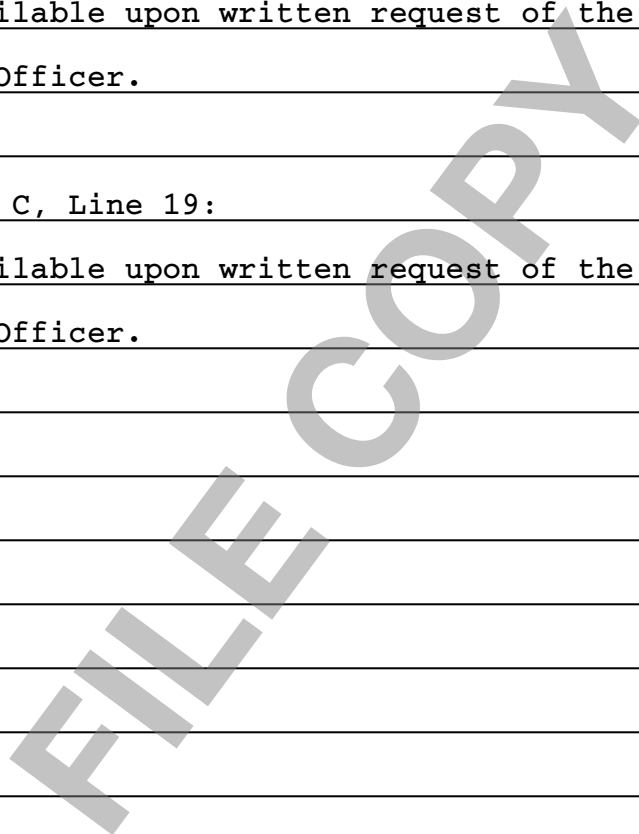 ilable upon written request of the
Officer.
C, Line 19:
ilable upon written request of the
Officer.
FILE COPY